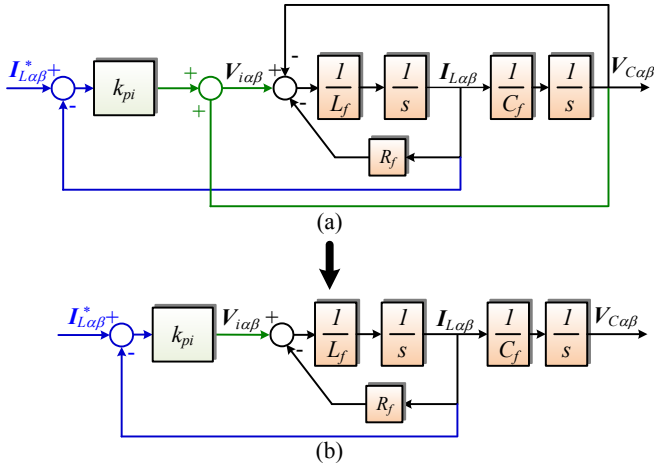 I*Lαβ + - kpi + + Viαβ + - - 1/Lf 1/s ILαβ 1/Cf 1/s VCαβ
Rf
(a)
I*Lαβ + - kpi Viαβ + - 1/Lf 1/s ILαβ 1/Cf 1/s VCαβ
Rf
(b)